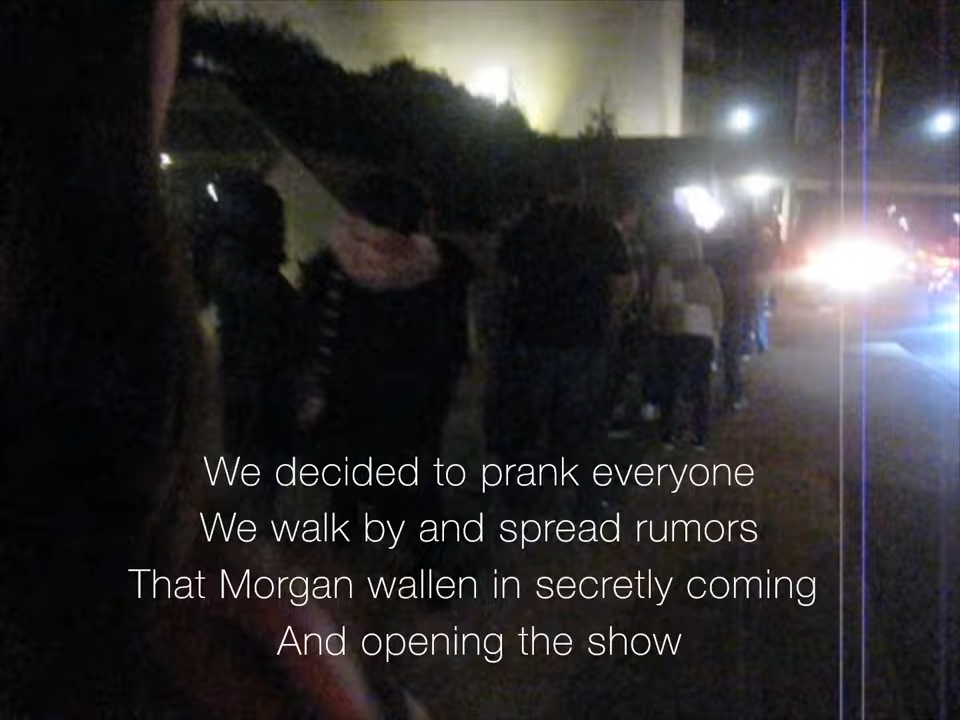 We decided to prank everyone
We walk by and spread rumors
That Morgan wallen in secretly coming
And opening the show